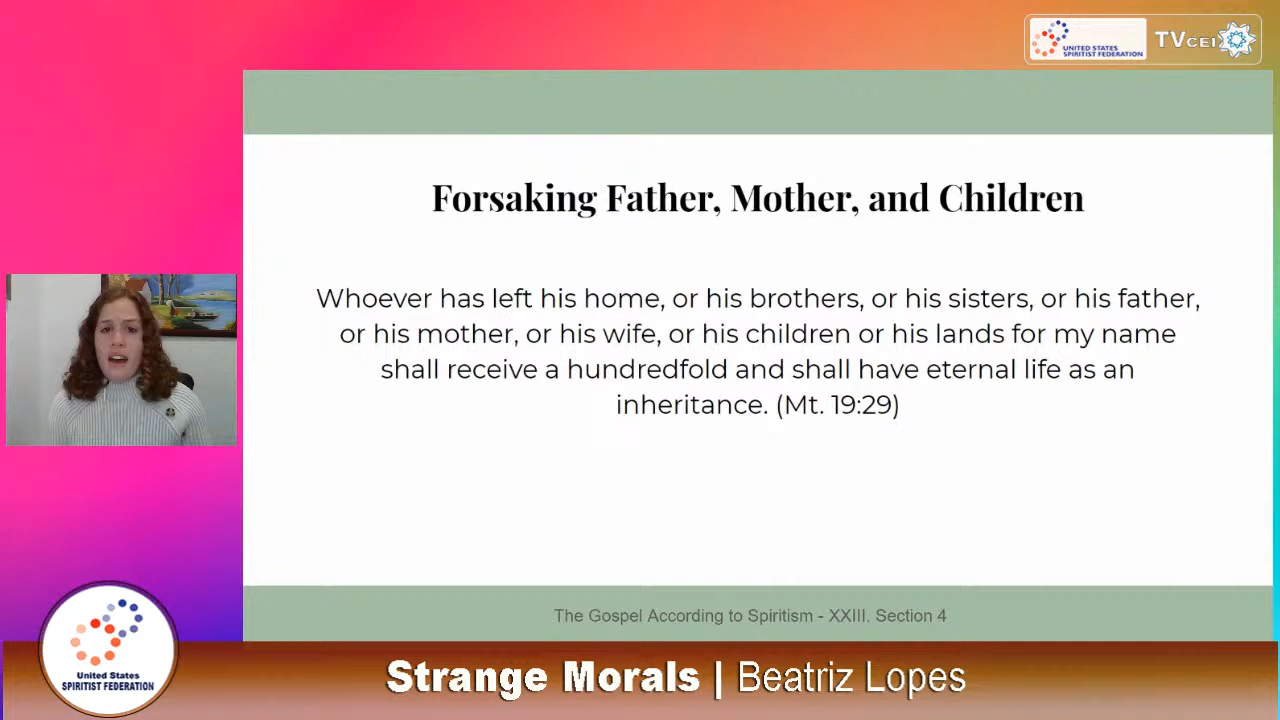 UNITED STATES
SPIRITIST FEDERATION
TVCEI
Forsaking Father, Mother, and Children
Whoever has left his home, or his brothers, or his sisters, or his father,
or his mother, or his wife, or his children or his lands for my name
shall receive a hundredfold and shall have eternal life as an
inheritance. (Mt. 19:29)
The Gospel According to Spiritism - XXIII. Section 4
United States
SPIRITIST FEDERATION
Strange Morals | Beatriz Lopes